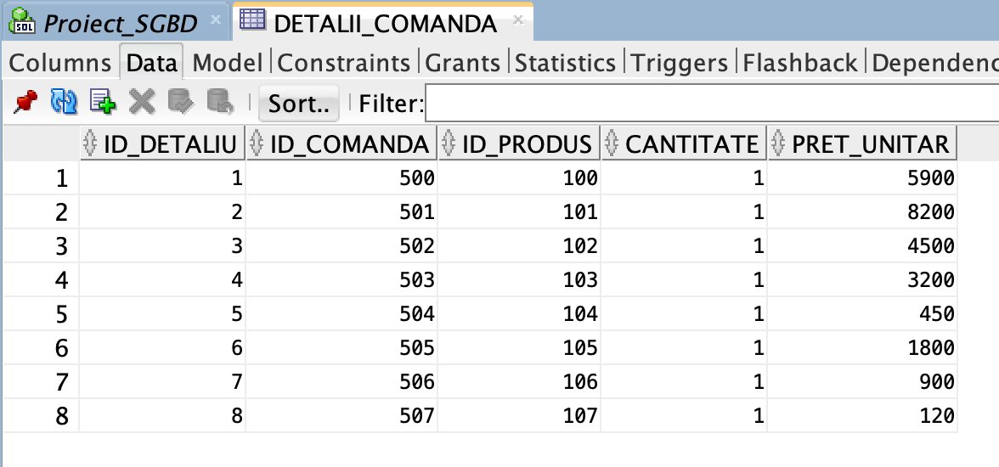 Proiect_SGBD DETALII_COMANDA
Columns Data Model Constraints Grants Statistics Triggers Flashback Dependenc
Sort.. Filter:
ID_DETALIU ID_COMANDA ID_PRODUS CANTITATE PRET_UNITAR
1 1 500 100 1 5900
2 2 501 101 1 8200
3 3 502 102 1 4500
4 4 503 103 1 3200
5 5 504 104 1 450
6 6 505 105 1 1800
7 7 506 106 1 900
8 8 507 107 1 120